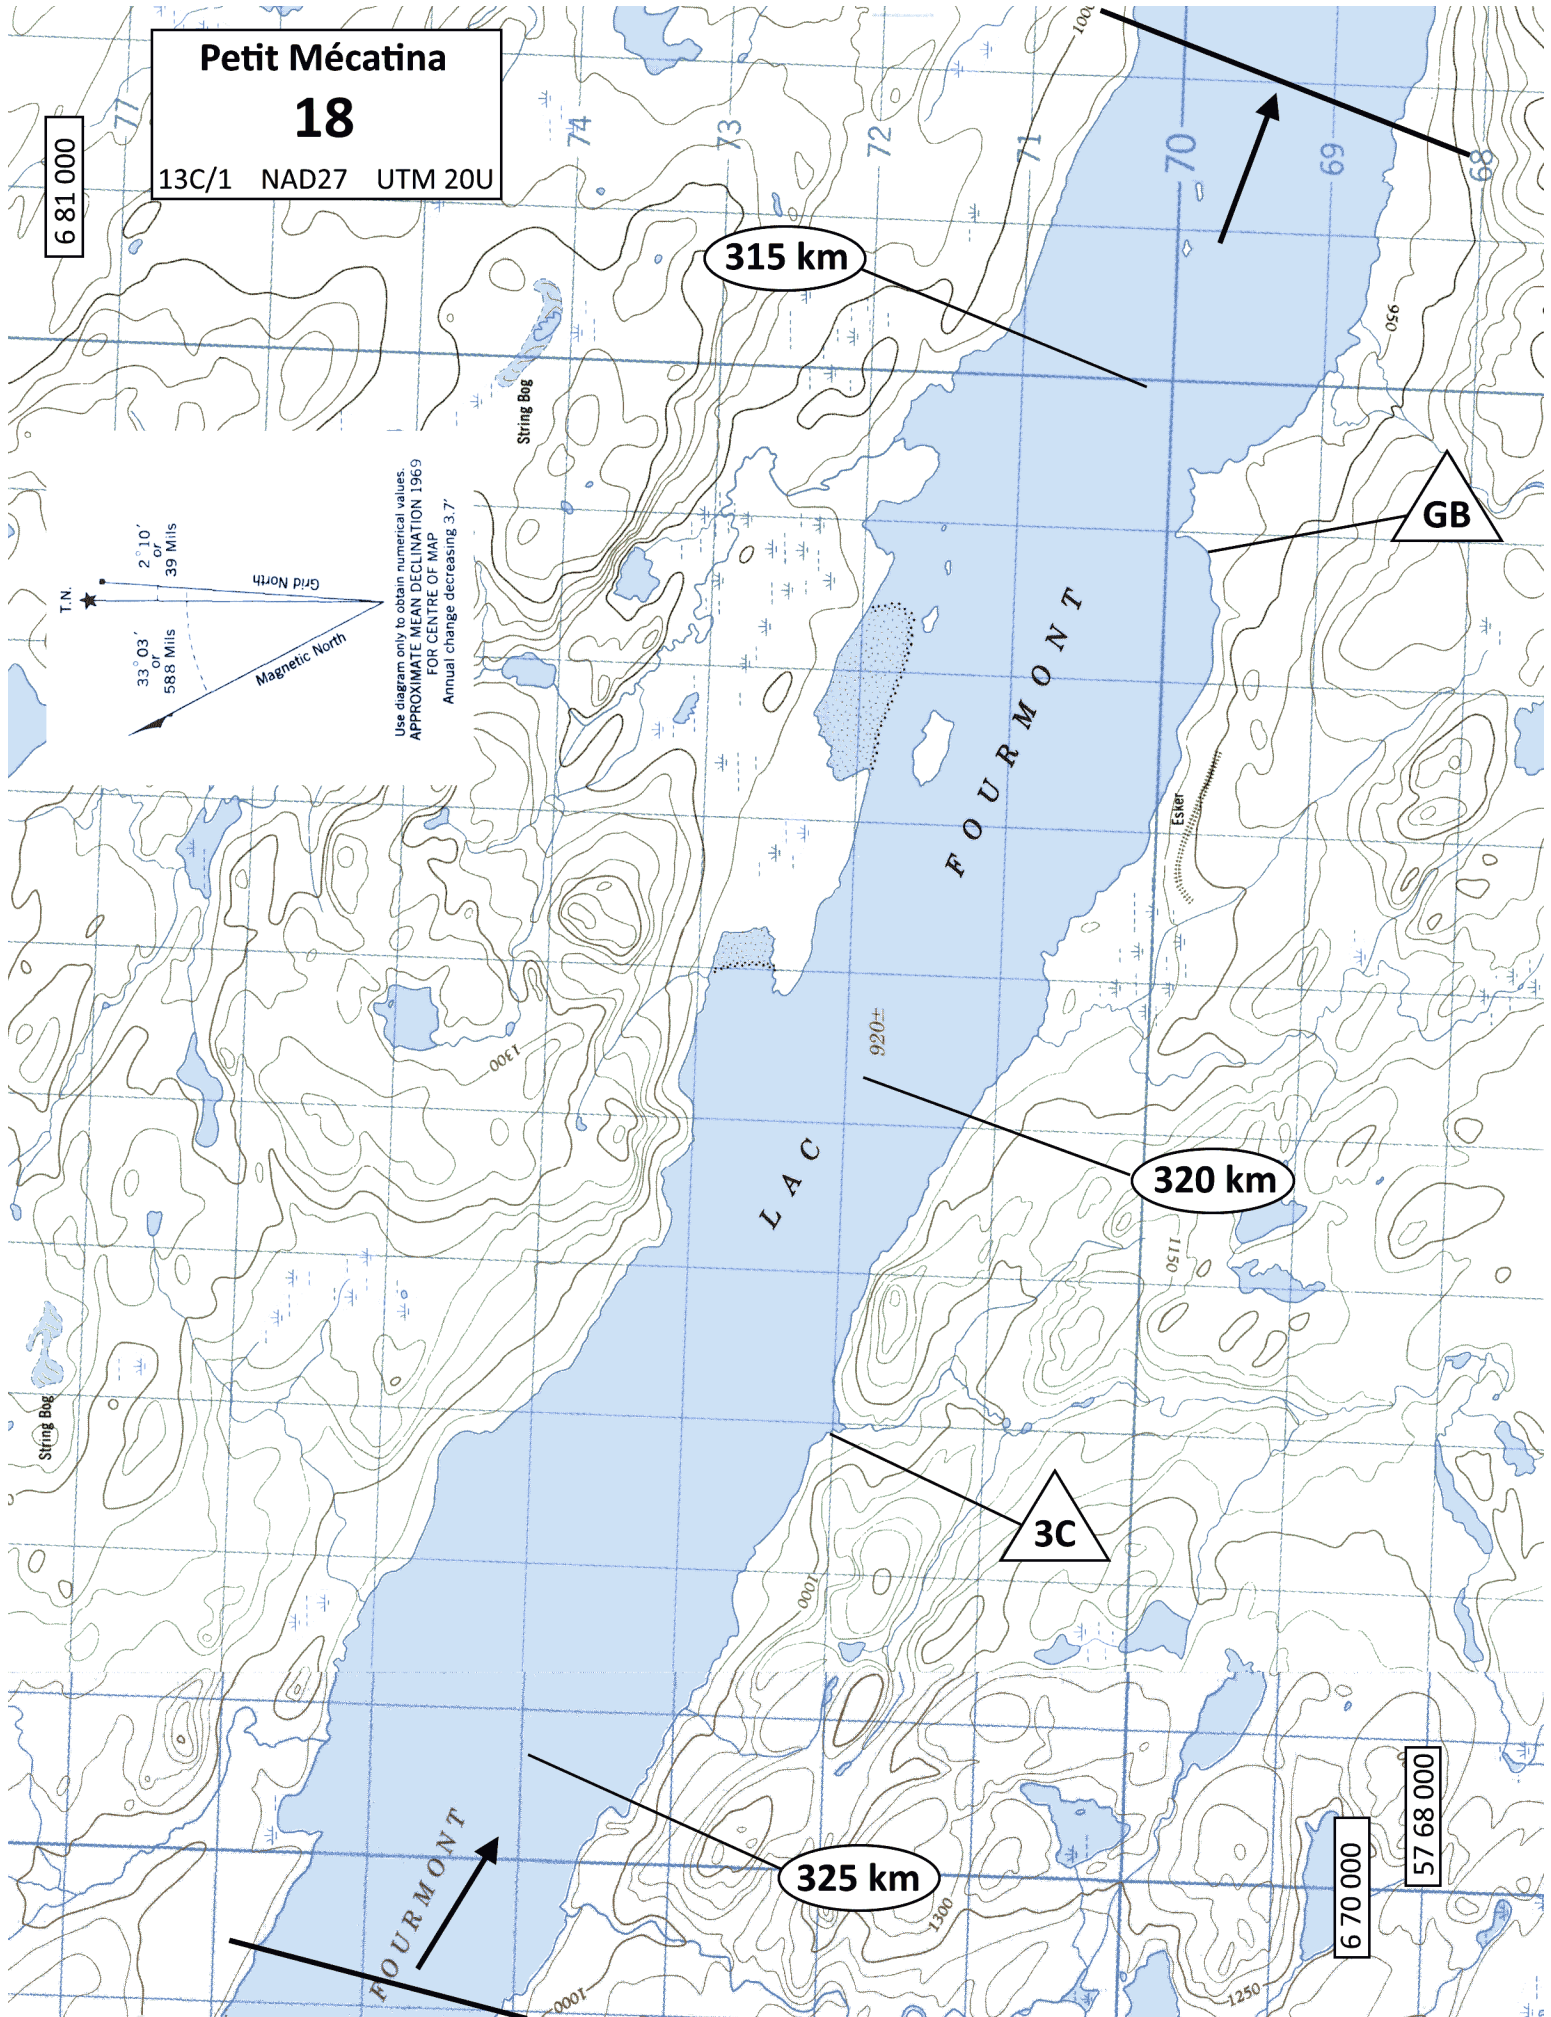 Petit Mécatina
18
13C/1 NAD27 UTM 20U
6 81 000
77
74
73
72
71
70
69
68
1000
315 km
950
String Bog
GB
T.N.
2°10′
or
39 Mils
Grid North
33°03′
or
588 Mils
Magnetic North
Use diagram only to obtain numerical values.
APPROXIMATE MEAN DECLINATION 1969
FOR CENTRE OF MAP
Annual change decreasing 3.7′
LAC FOURMONT
Esker
920±
1300
320 km
1150
String Bog
3C
1000
325 km
FOURMONT
1300
57 68 000
6 70 000
1000
1250